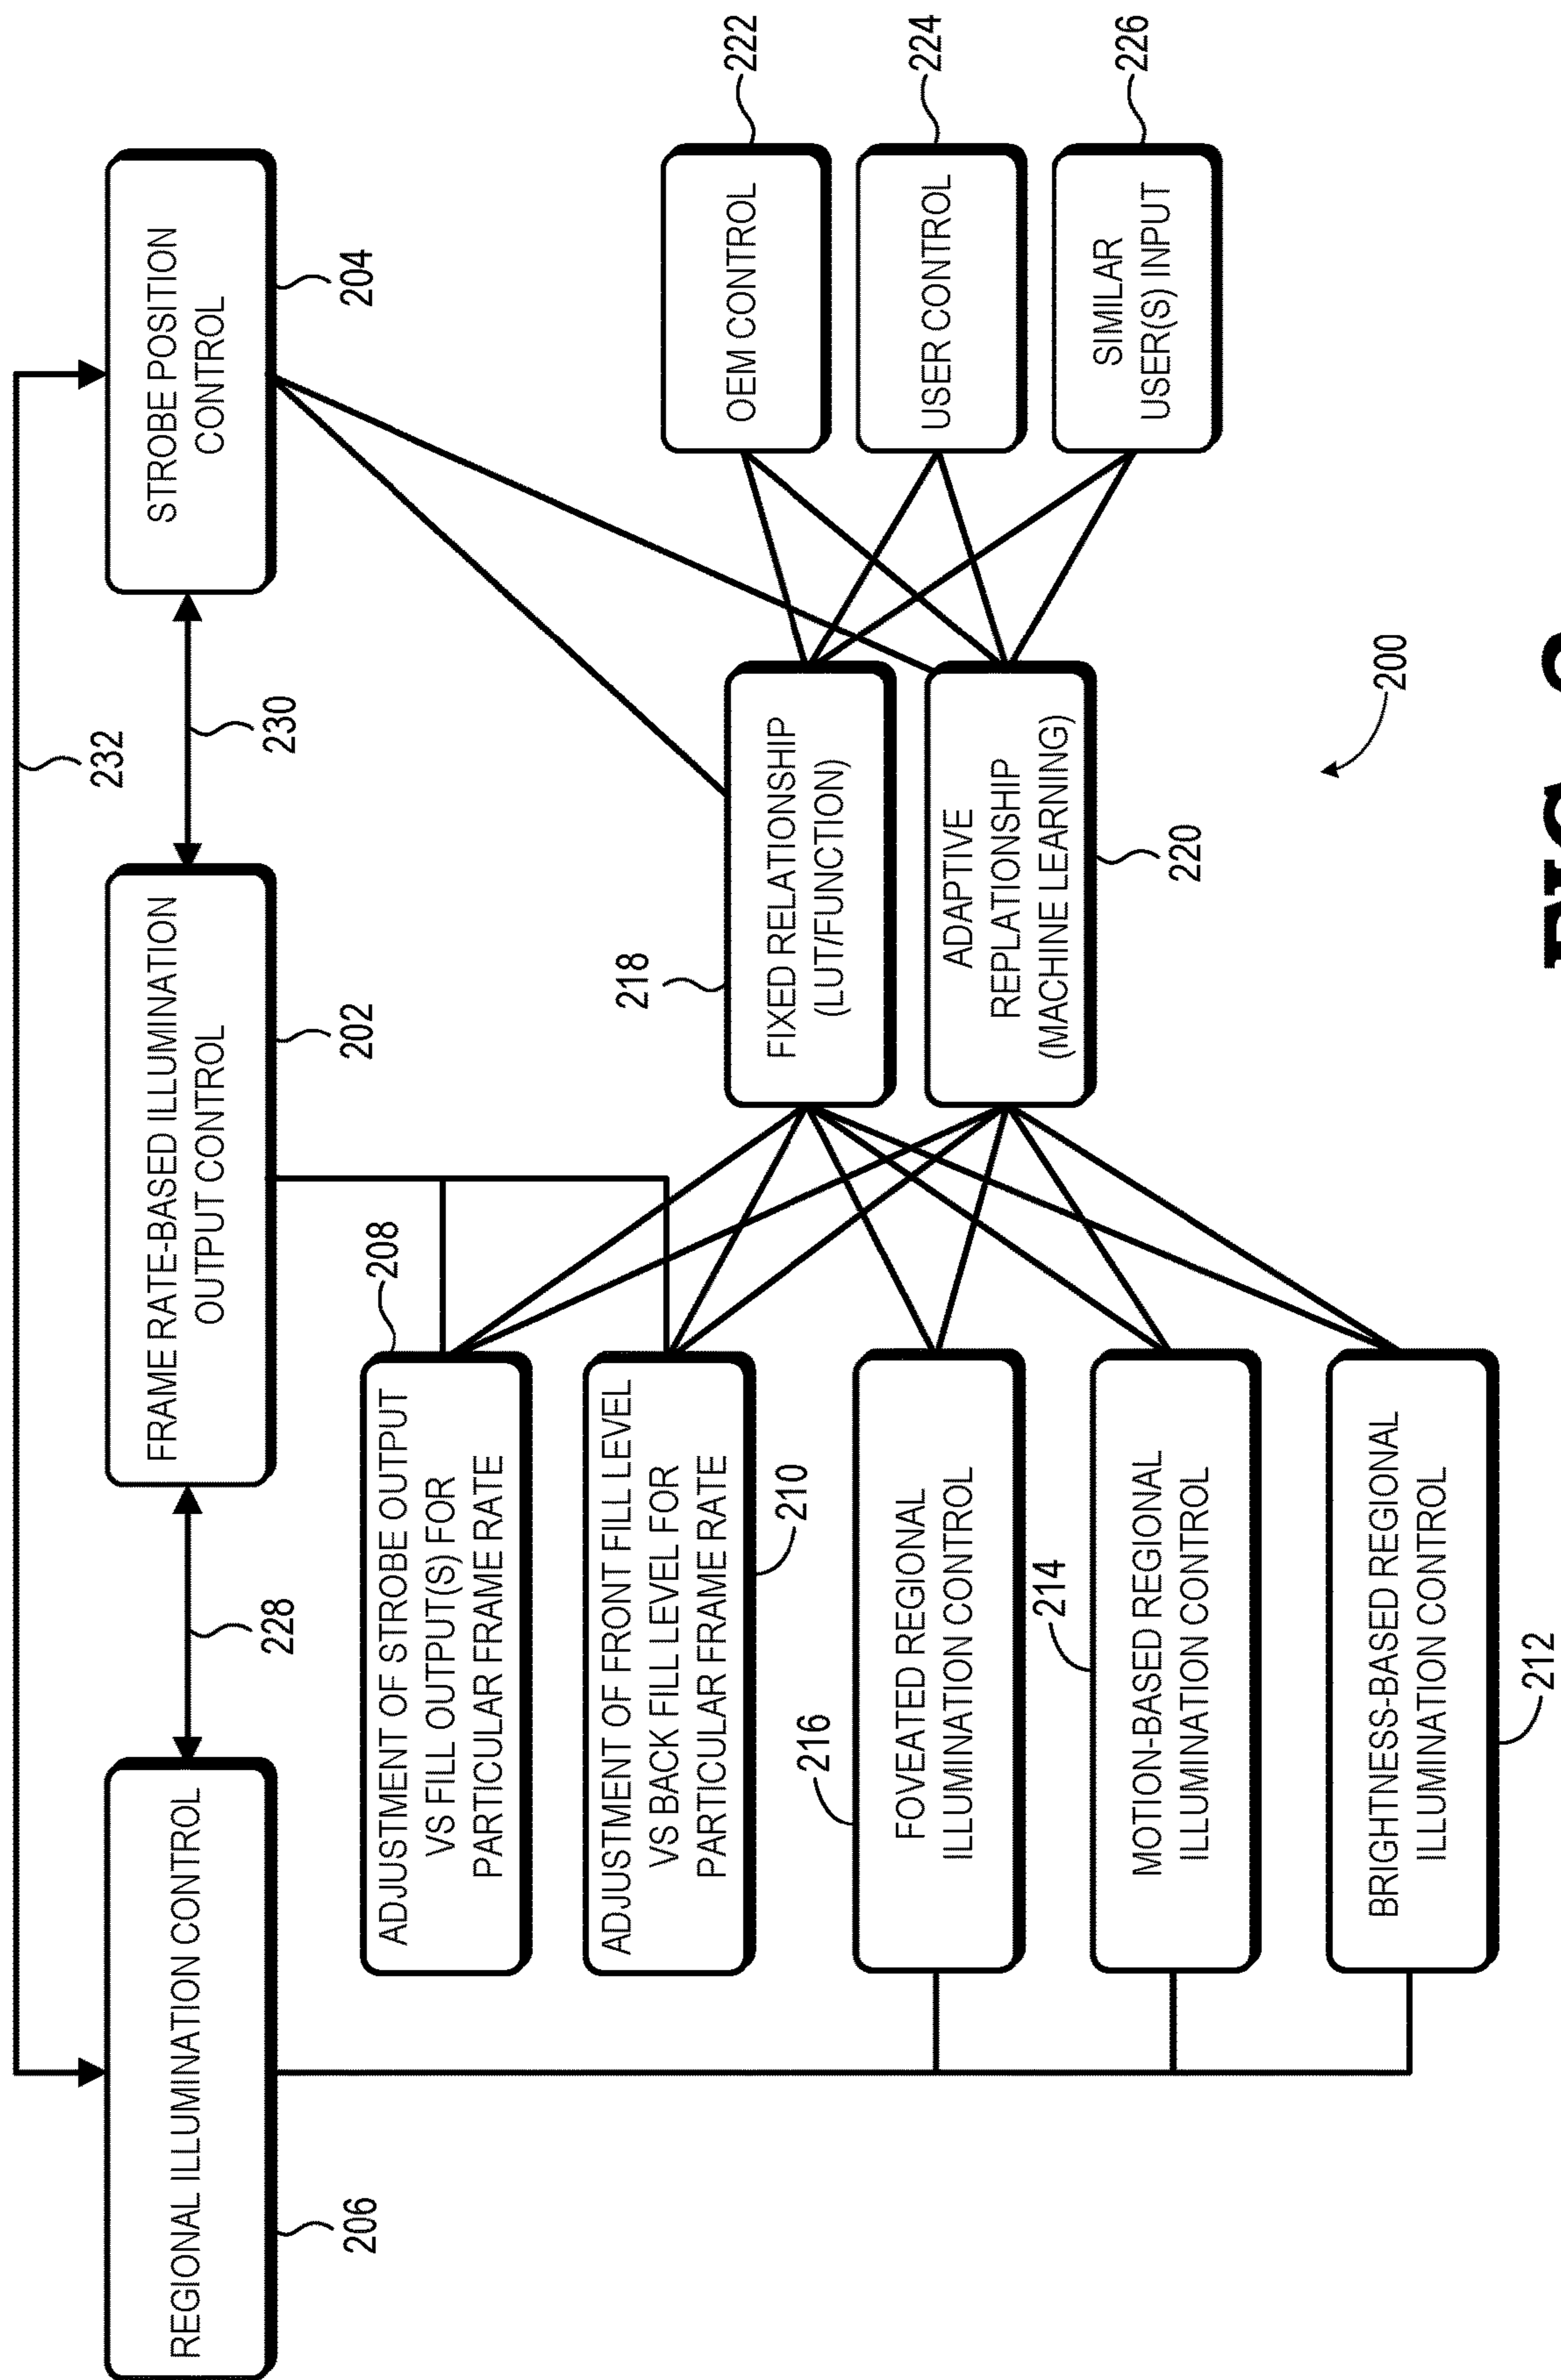 232
REGIONAL ILLUMINATION CONTROL
206
228
FRAME RATE-BASED ILLUMINATION
OUTPUT CONTROL
202
230
STROBE POSITION
CONTROL
204
ADJUSTMENT OF STROBE OUTPUT
VS FILL OUTPUT(S) FOR
PARTICULAR FRAME RATE
208
ADJUSTMENT OF FRONT FILL LEVEL
VS BACK FILL LEVEL FOR
PARTICULAR FRAME RATE
210
216
FOVEATED REGIONAL
ILLUMINATION CONTROL
214
MOTION-BASED REGIONAL
ILLUMINATION CONTROL
BRIGHTNESS-BASED REGIONAL
ILLUMINATION CONTROL
212
218
FIXED RELATIONSHIP
(LUT/FUNCTION)
ADAPTIVE
REPLATIONSHIP
(MACHINE LEARNING)
220
OEM CONTROL
222
USER CONTROL
224
SIMILAR
USER(S) INPUT
226
200